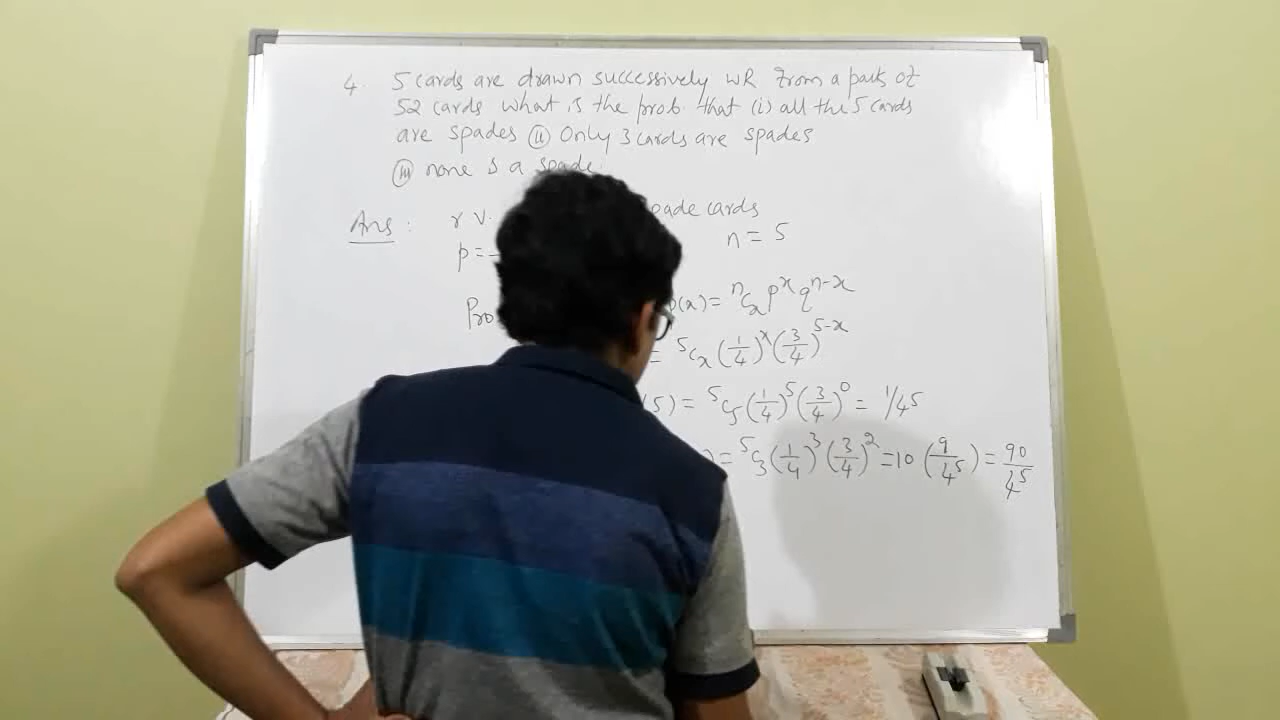 4. 5 cards are drawn successively WR from a pack of
52 cards what is the prob that (i) all the 5 cards
are spades (ii) Only 3 cards are spades
(iii) none is a spade
Ans : r v. spade cards
p = n = 5
Pro p(x) = ⁿCₓ pˣ qⁿ⁻ˣ
= ⁵Cₓ (1/4)ˣ (3/4)⁵⁻ˣ
(5) = ⁵C₅ (1/4)⁵ (3/4)⁰ = 1/4⁵
) = ⁵C₃ (1/4)³ (3/4)² = 10 (9/4⁵) = 90/4⁵